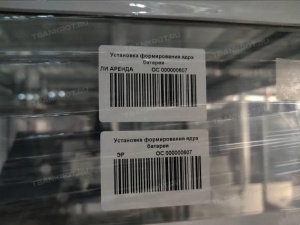 Установка формирования ядра
батареи
ЛИ АРЕНДА ОС 000000607
Установка формирования ядра
батареи
ЭР ОС 000000607